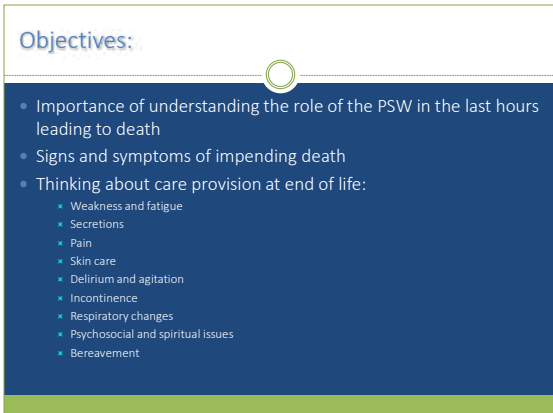 Objectives:
Importance of understanding the role of the PSW in the last hours
leading to death
Signs and symptoms of impending death
Thinking about care provision at end of life:
Weakness and fatigue
Secretions
Pain
Skin care
Delirium and agitation
Incontinence
Respiratory changes
Psychosocial and spiritual issues
Bereavement